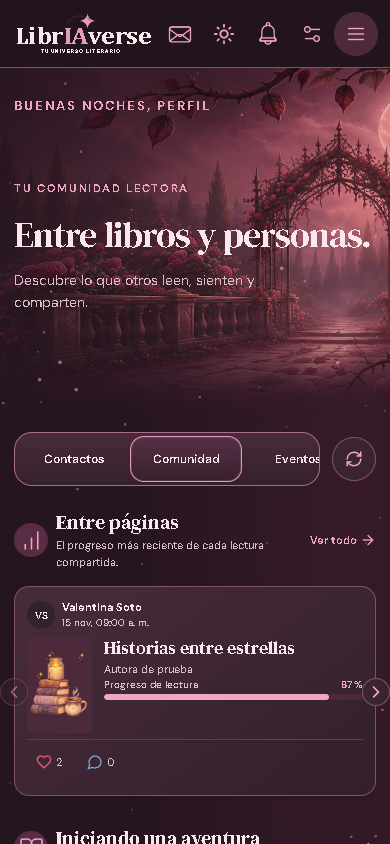 LibrIAverse
TU UNIVERSO LITERARIO
BUENAS NOCHES, PERFIL
TU COMUNIDAD LECTORA
Entre libros y personas.
Descubre lo que otros leen, sienten y
comparten.
Contactos
Comunidad
Eventos
Entre páginas
El progreso más reciente de cada lectura
compartida.
Ver todo
VS
Valentina Soto
15 nov, 09:00 a. m.
Historias entre estrellas
Autora de prueba
Progreso de lectura
87%
2
0
Iniciando una aventura